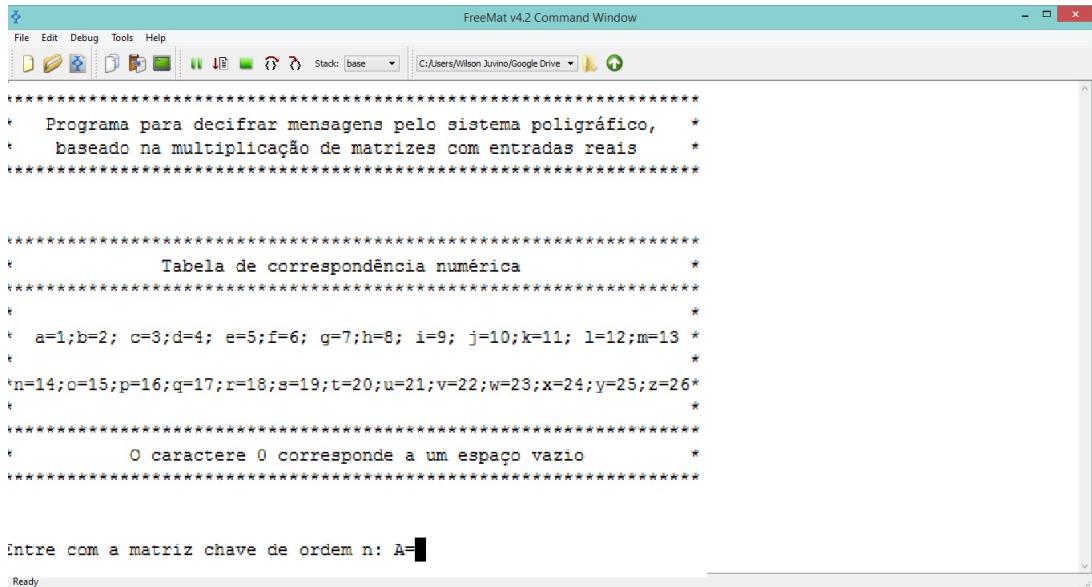 FreeMat v4.2 Command Window
File Edit Debug Tools Help
Stack: base C:/Users/Wilson Juvino/Google Drive
************************************************************************
* Programa para decifrar mensagens pelo sistema poligráfico, *
* baseado na multiplicação de matrizes com entradas reais *
************************************************************************
************************************************************************
* Tabela de correspondência numérica *
************************************************************************
* *
* a=1;b=2; c=3;d=4; e=5;f=6; g=7;h=8; i=9; j=10;k=11; l=12;m=13 *
* *
*n=14;o=15;p=16;q=17;r=18;s=19;t=20;u=21;v=22;w=23;x=24;y=25;z=26*
* *
************************************************************************
* O caractere 0 corresponde a um espaço vazio *
************************************************************************
Entre com a matriz chave de ordem n: A=
Ready